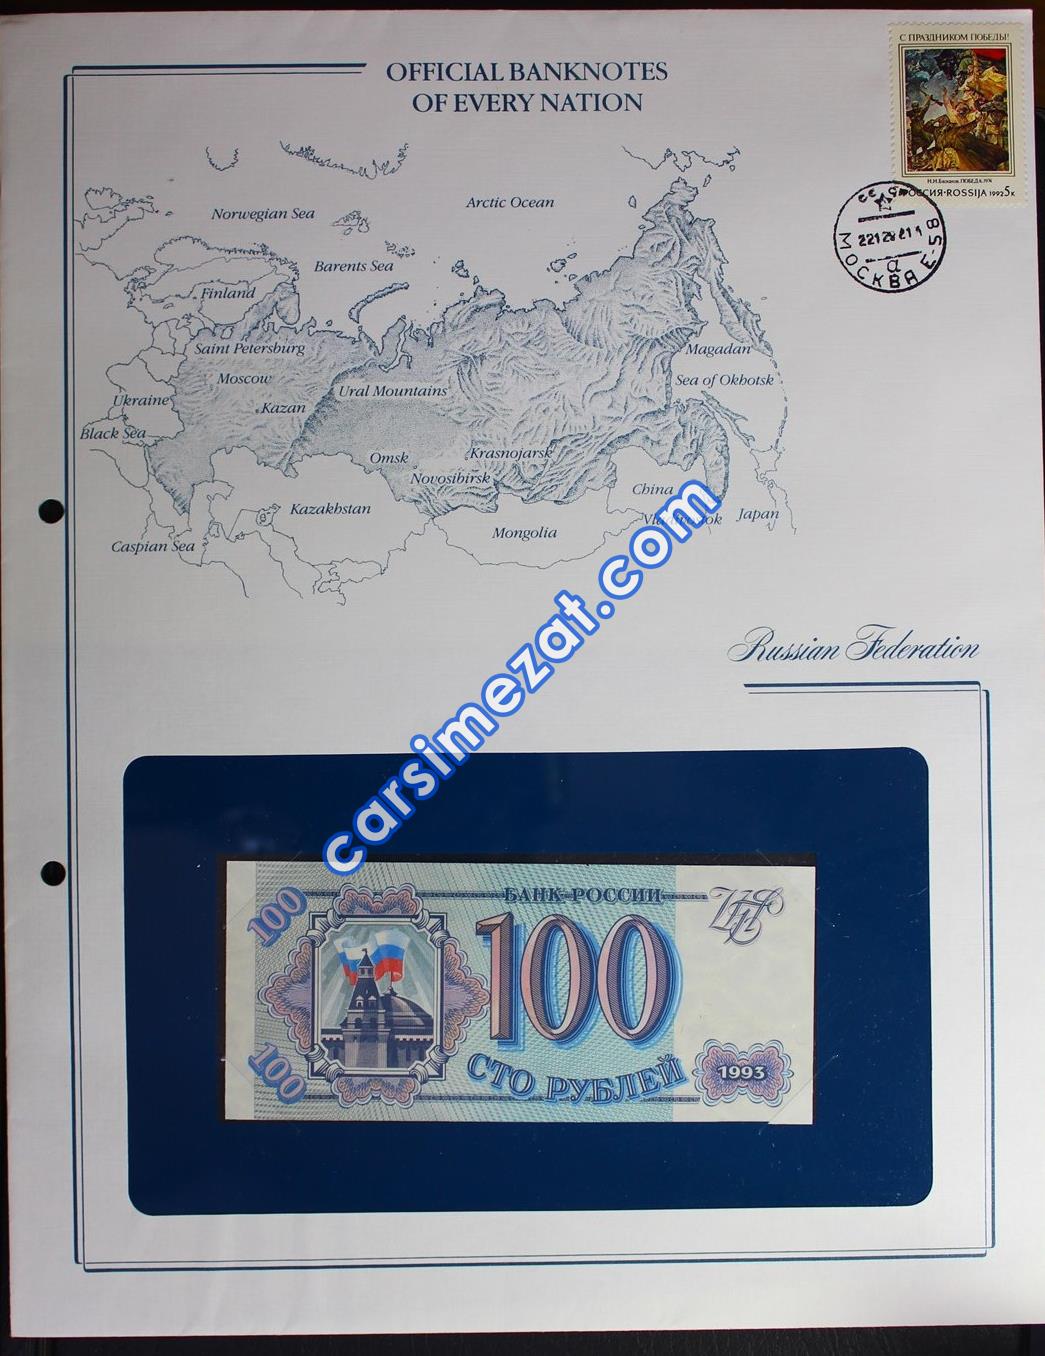 OFFICIAL BANKNOTES
OF EVERY NATION
С ПРАЗДНИКОМ ПОБЕДЫ!
РОССИЯ·ROSSIJA 1992 5К
МОСКВА Е-58
Arctic Ocean
Norwegian Sea
Barents Sea
Finland
Saint Petersburg
Magadan
Moscow
Sea of Okhotsk
Ural Mountains
Ukraine
Kazan
Black Sea
Omsk
Krasnojarsk
Novosibirsk
China
Kazakhstan
Vladivostok
Japan
Mongolia
Caspian Sea
carsimezat.com
Russian Federation
БАНК РОССИИ
100
100
СТО РУБЛЕЙ
100
1993